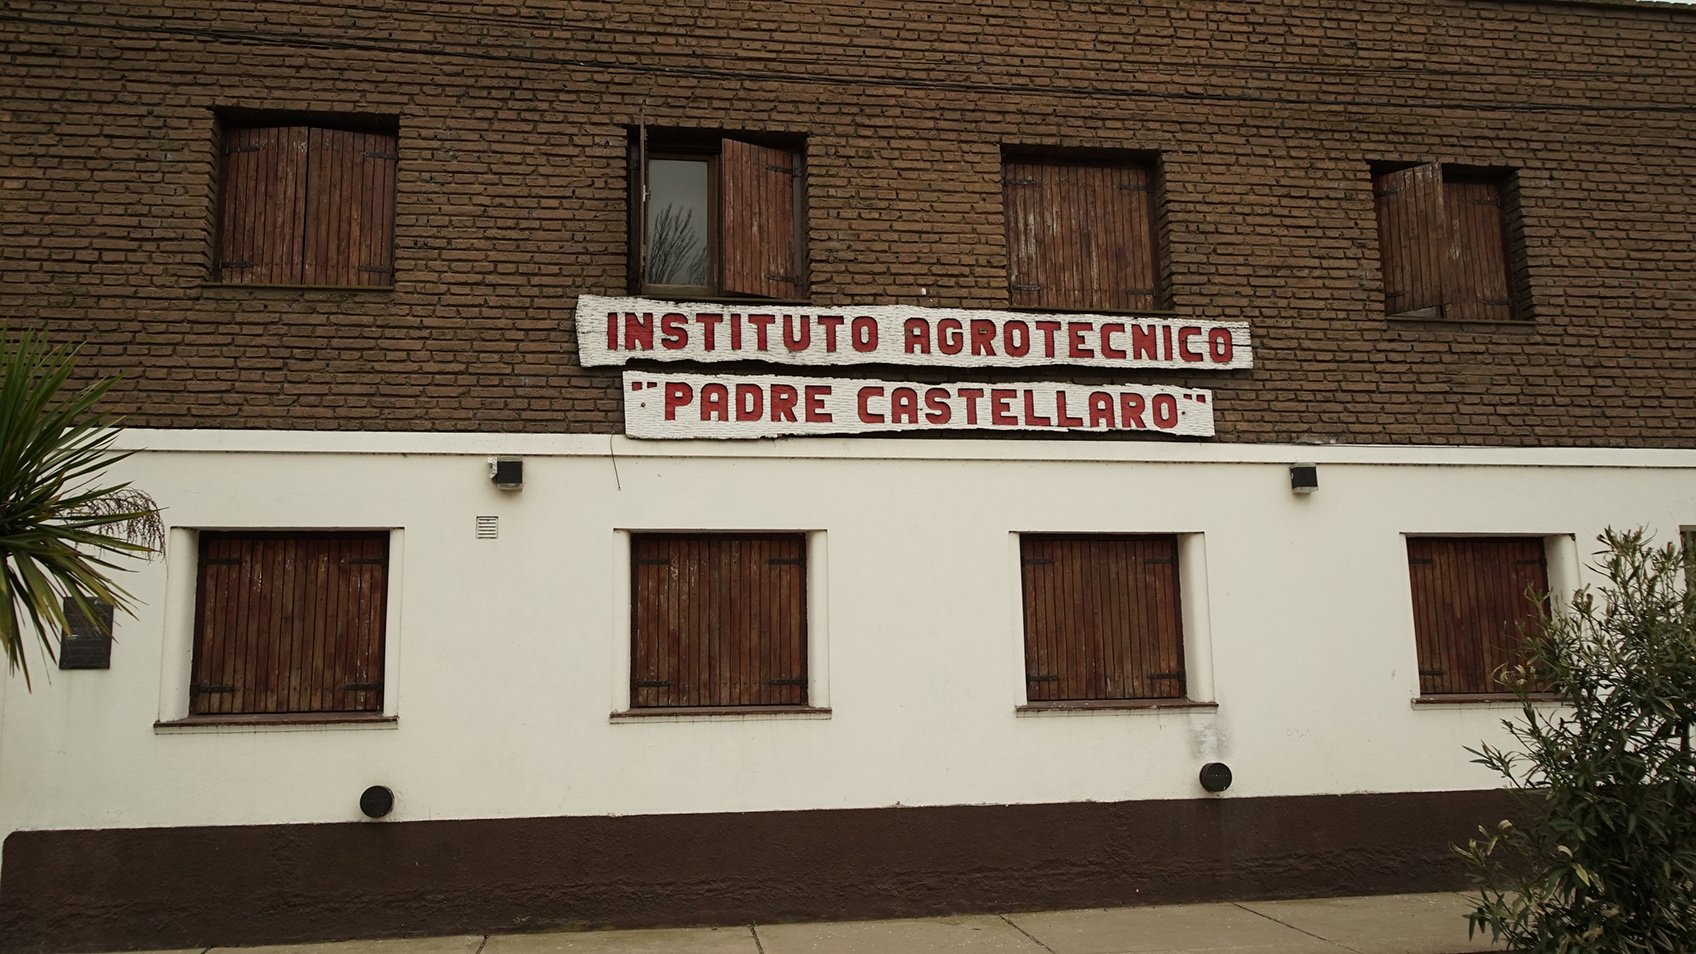 INSTITUTO AGROTECNICO
"PADRE CASTELLARO"